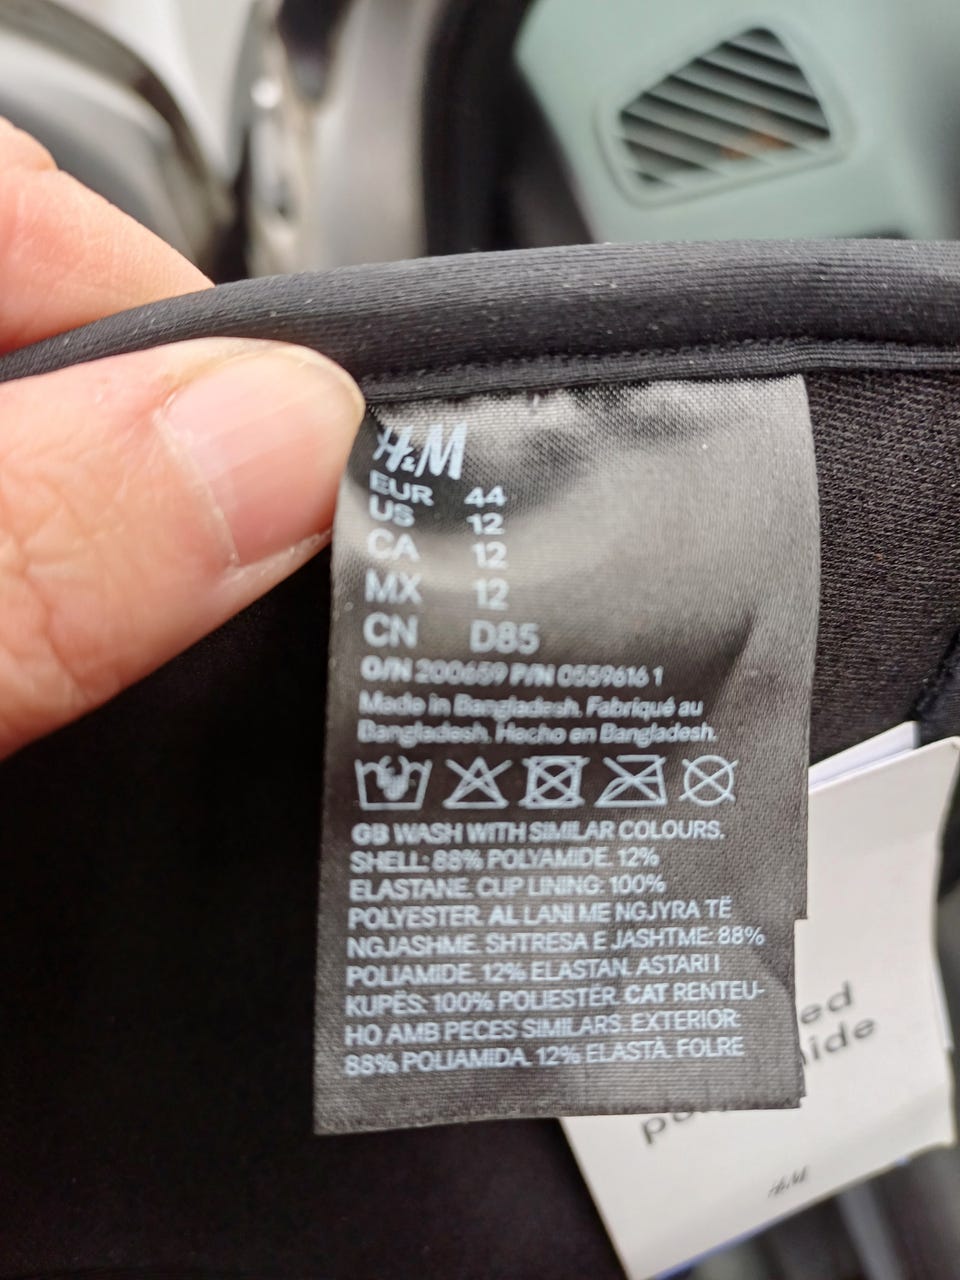 H&M
EUR 44
US 12
CA 12
MX 12
CN D85
O/N 200659 P/N 0559616 1
Made in Bangladesh. Fabriqué au
Bangladesh. Hecho en Bangladesh.
GB WASH WITH SIMILAR COLOURS.
SHELL: 88% POLYAMIDE. 12%
ELASTANE. CUP LINING: 100%
POLYESTER. AL LANI ME NGJYRA TË
NGJASHME. SHTRESA E JASHTME: 88%
POLIAMIDE. 12% ELASTAN. ASTARI I
KUPËS: 100% POLIESTER. CAT RENTEU-
HO AMB PECES SIMILARS. EXTERIOR:
88% POLIAMIDA. 12% ELASTÀ. FOLRE
ed
ide
H&M